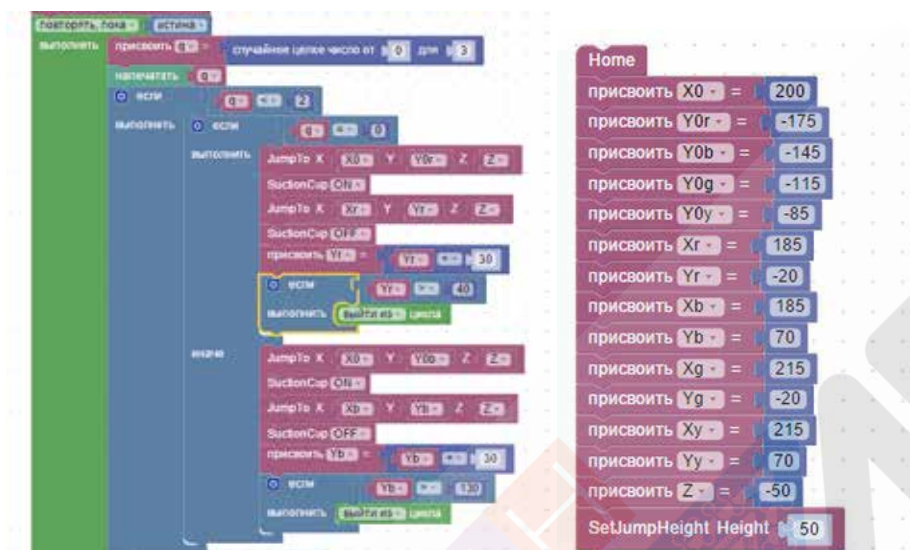 повторять, пока истина
выполнить присвоить q = случайное целое число от 0 для 3
напечатать q
если q < 2
выполнить если q = 0
выполнить JumpTo X X0 Y Y0r Z Z
SuctionCup ON
JumpTo X Xr Y Yr Z Z
SuctionCup OFF
присвоить Yr = Yr 30
если Yr 40
выполнить выйти из цикла
иначе JumpTo X X0 Y Y0b Z Z
SuctionCup ON
JumpTo X Xb Y Yb Z Z
SuctionCup OFF
присвоить Yb = Yb 30
если Yb 130
выполнить выйти из цикла
Home
присвоить X0 = 200
присвоить Y0r = -175
присвоить Y0b = -145
присвоить Y0g = -115
присвоить Y0y = -85
присвоить Xr = 185
присвоить Yr = -20
присвоить Xb = 185
присвоить Yb = 70
присвоить Xg = 215
присвоить Yg = -20
присвоить Xy = 215
присвоить Yy = 70
присвоить Z = -50
SetJumpHeight Height 50